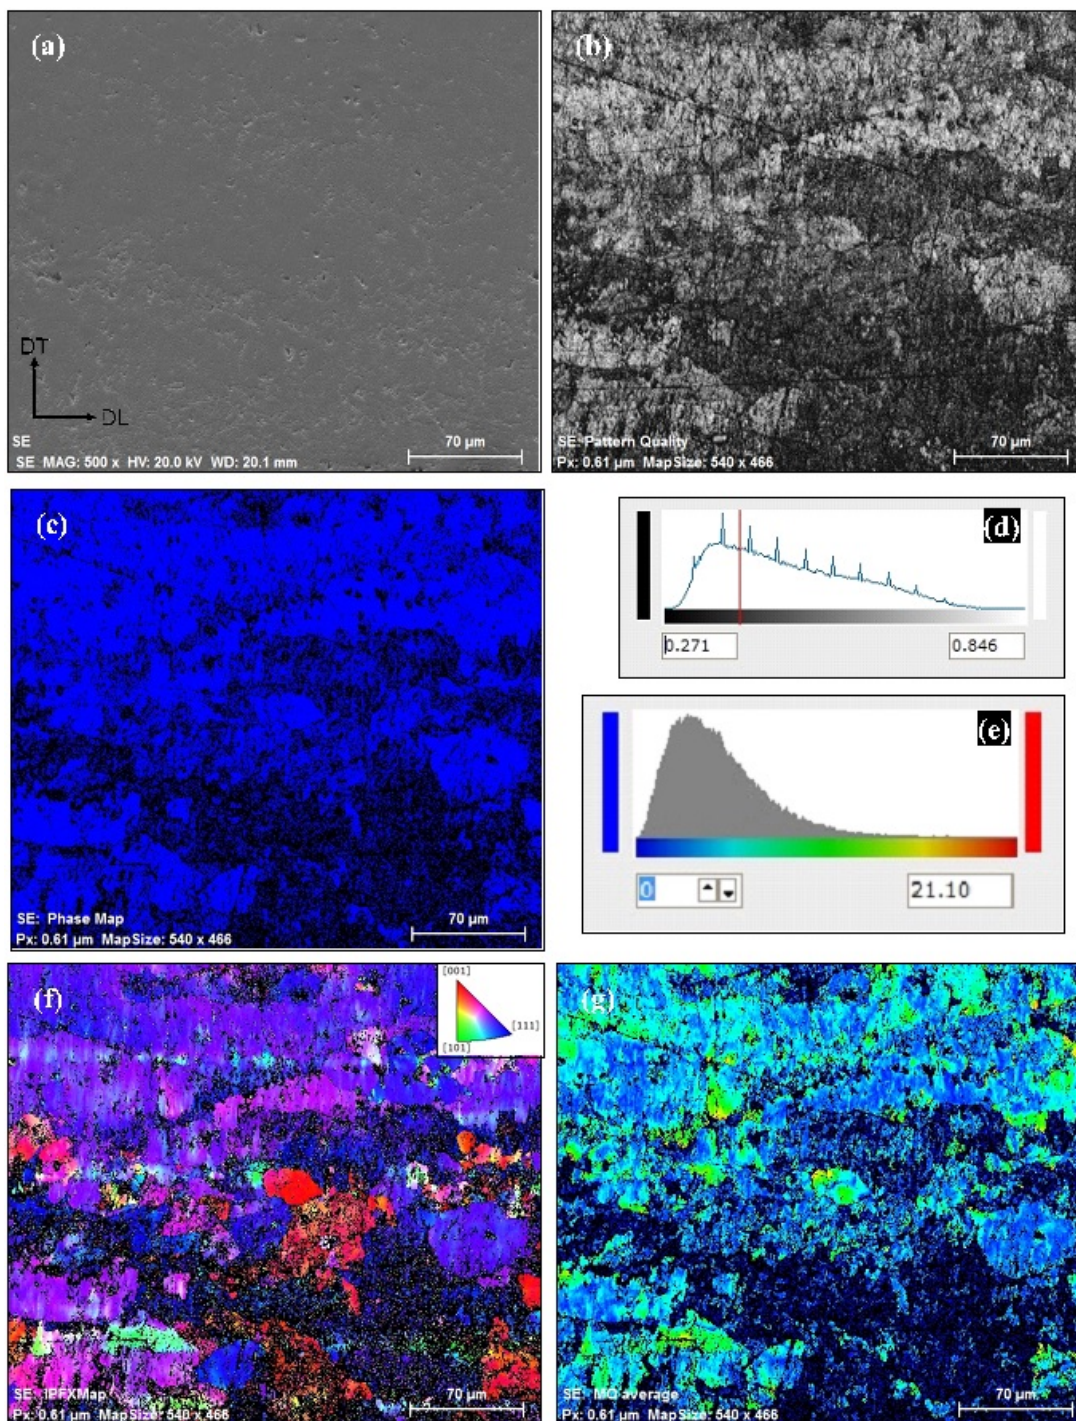 (a)
DT
DL
SE
70 µm
SE MAG: 500 x HV: 20.0 kV WD: 20.1 mm
(b)
SE: Pattern Quality
70 µm
Px: 0.61 µm MapSize: 540 x 466
(c)
SE: Phase Map
70 µm
Px: 0.61 µm MapSize: 540 x 466
(d)
0.271
0.846
(e)
0
21.10
(f)
[001]
[111]
[101]
SE: IPFXMap
70 µm
Px: 0.61 µm MapSize: 540 x 466
(g)
SE: MO average
70 µm
Px: 0.61 µm MapSize: 540 x 466